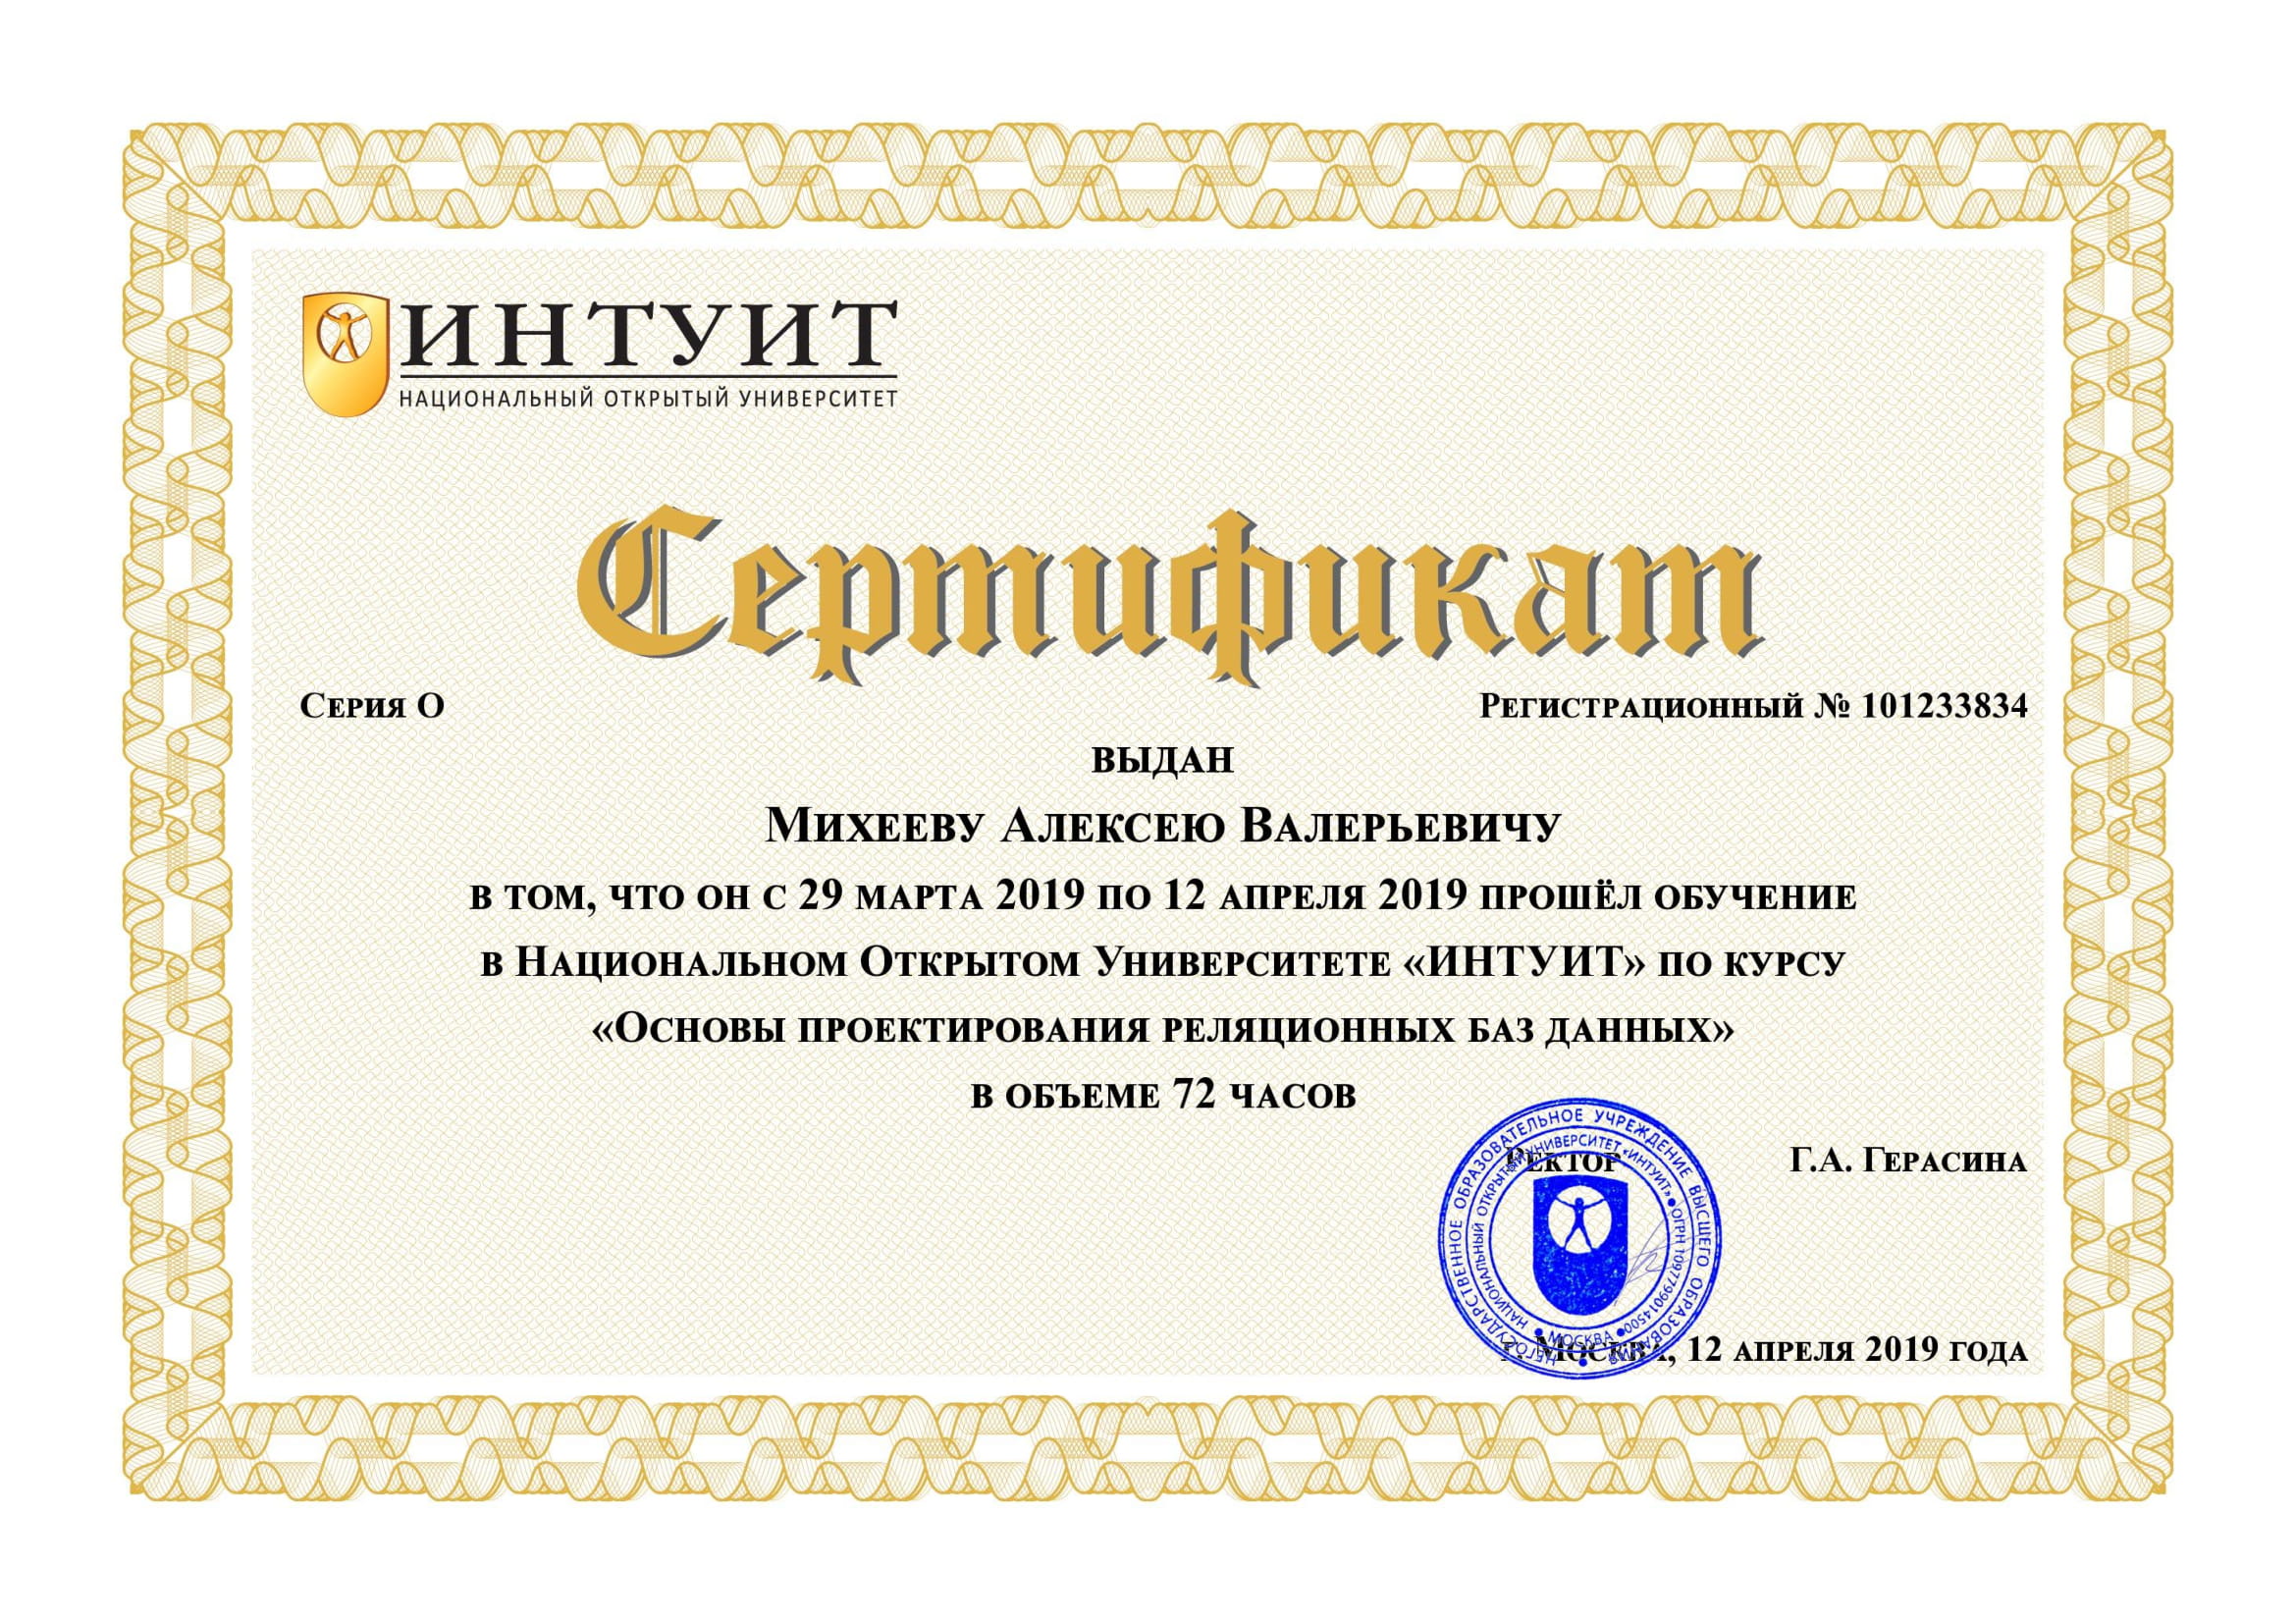 ИНТУИТ
НАЦИОНАЛЬНЫЙ ОТКРЫТЫЙ УНИВЕРСИТЕТ
Сертификат
Серия О
Регистрационный № 101233834
выдан
Михееву Алексею Валерьевичу
в том, что он с 29 марта 2019 по 12 апреля 2019 прошёл обучение
в Национальном Открытом Университете «ИНТУИТ» по курсу
«Основы проектирования реляционных баз данных»
в объеме 72 часов
Ректор
Г.А. Герасина
НЕГОСУДАРСТВЕННОЕ ОБРАЗОВАТЕЛЬНОЕ УЧРЕЖДЕНИЕ ВЫСШЕГО ОБРАЗОВАНИЯ
НАЦИОНАЛЬНЫЙ ОТКРЫТЫЙ УНИВЕРСИТЕТ «ИНТУИТ» • ОГРН 1097799014500 • МОСКВА •
г. Москва, 12 апреля 2019 года